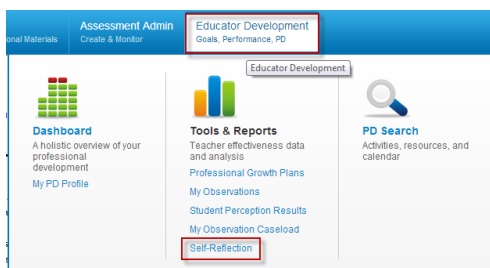 Assessment Admin
Educator Development
onal Materials
Create & Monitor
Goals, Performance, PD
Educator Development
Dashboard
A holistic overview of your
professional
development
My PD Profile
Tools & Reports
Teacher effectiveness data
and analysis
Professional Growth Plans
My Observations
Student Perception Results
My Observation Caseload
Self-Reflection
PD Search
Activities, resources, and
calendar